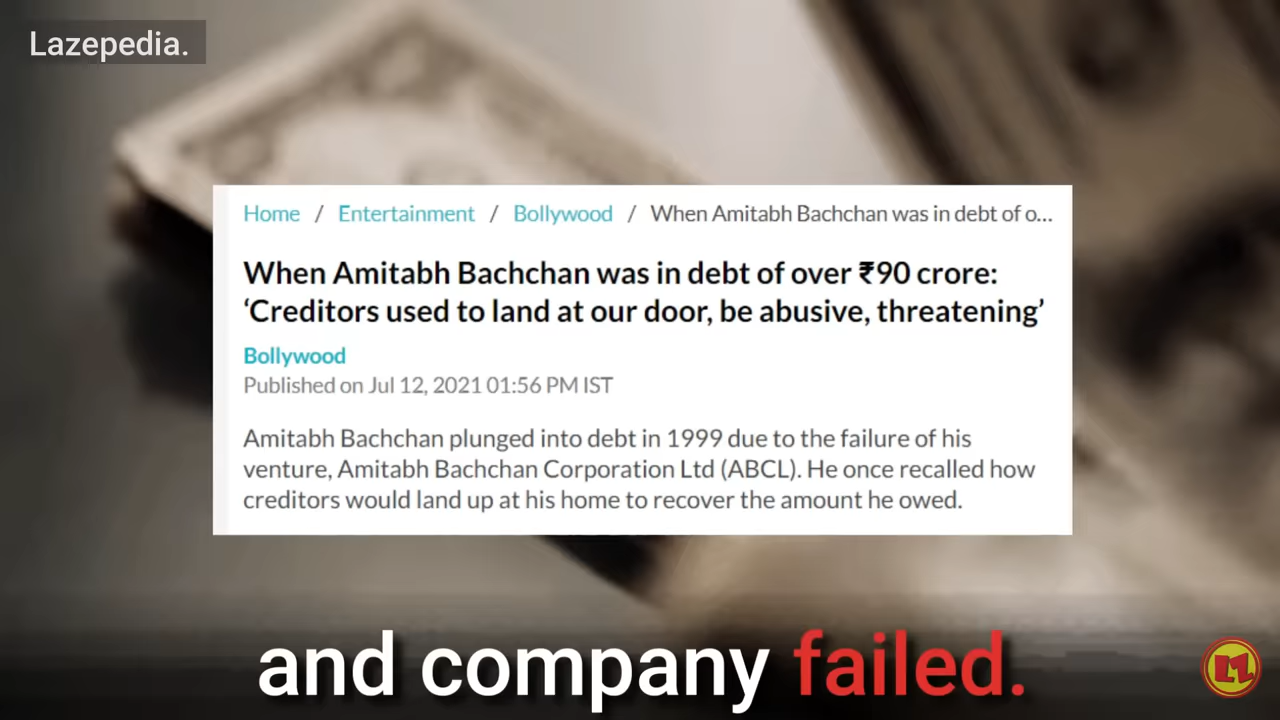 Lazepedia.
Home / Entertainment / Bollywood / When Amitabh Bachchan was in debt of o...
When Amitabh Bachchan was in debt of over ₹90 crore:
‘Creditors used to land at our door, be abusive, threatening’
Bollywood
Published on Jul 12, 2021 01:56 PM IST
Amitabh Bachchan plunged into debt in 1999 due to the failure of his
venture, Amitabh Bachchan Corporation Ltd (ABCL). He once recalled how
creditors would land up at his home to recover the amount he owed.
and company failed.